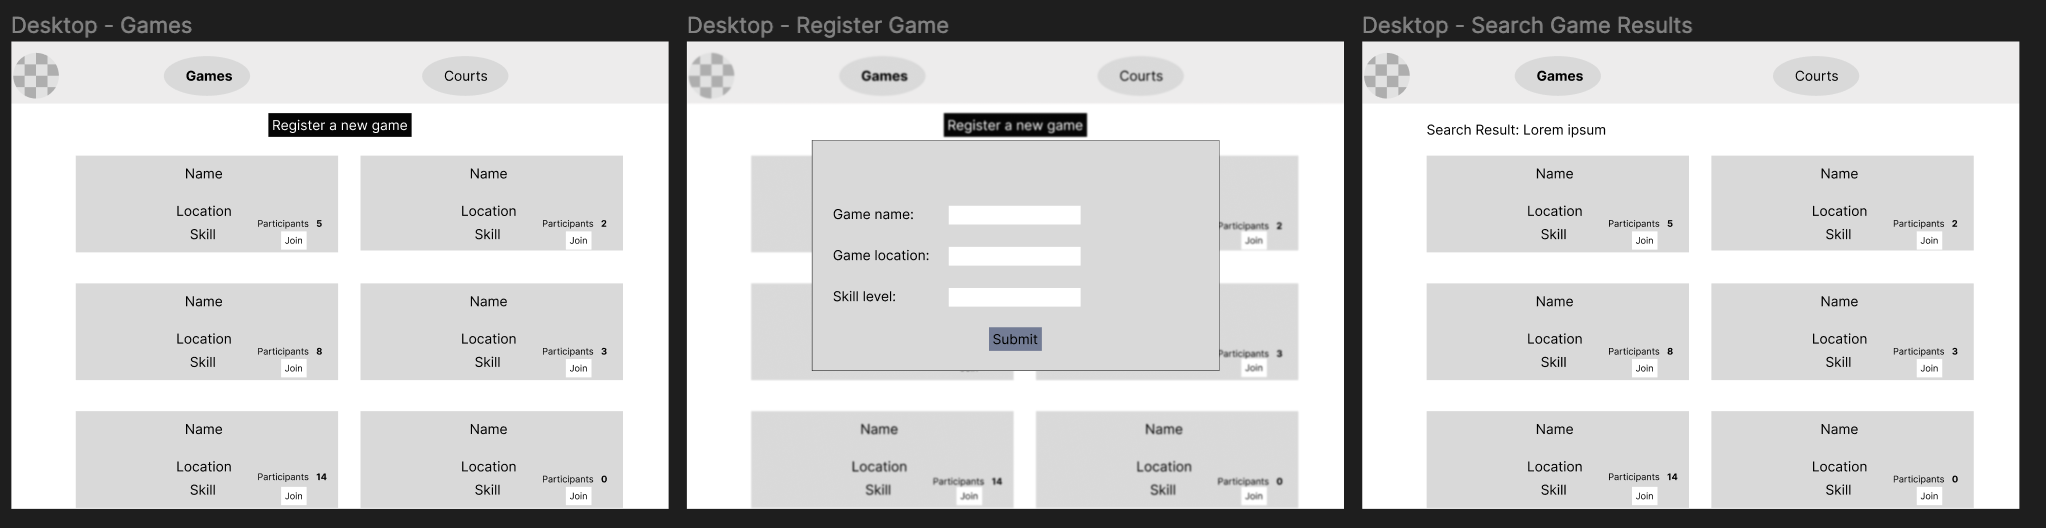 Desktop - Games
Games
Courts
Register a new game
Name
Location
Skill
Participants 5
Join
Name
Location
Skill
Participants 2
Join
Name
Location
Skill
Participants 8
Join
Name
Location
Skill
Participants 3
Join
Name
Location
Skill
Participants 14
Join
Name
Location
Skill
Participants 0
Join
Desktop - Register Game
Games
Courts
Register a new game
Game name:
Game location:
Skill level:
Submit
Participants 2
Join
Participants 3
Join
Name
Location
Skill
Participants 14
Join
Name
Location
Skill
Participants 0
Join
Desktop - Search Game Results
Games
Courts
Search Result: Lorem ipsum
Name
Location
Skill
Participants 5
Join
Name
Location
Skill
Participants 2
Join
Name
Location
Skill
Participants 8
Join
Name
Location
Skill
Participants 3
Join
Name
Location
Skill
Participants 14
Join
Name
Location
Skill
Participants 0
Join